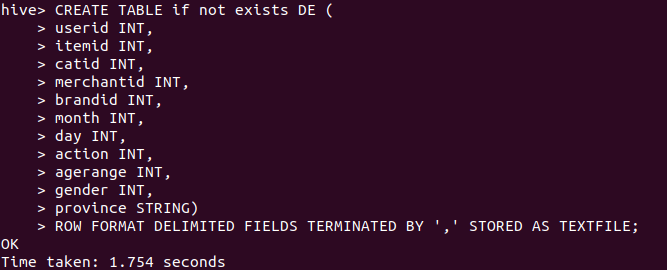 hive> CREATE TABLE if not exists DE (
    > userid INT,
    > itemid INT,
    > catid INT,
    > merchantid INT,
    > brandid INT,
    > month INT,
    > day INT,
    > action INT,
    > agerange INT,
    > gender INT,
    > province STRING)
    > ROW FORMAT DELIMITED FIELDS TERMINATED BY ',' STORED AS TEXTFILE;
OK
Time taken: 1.754 seconds